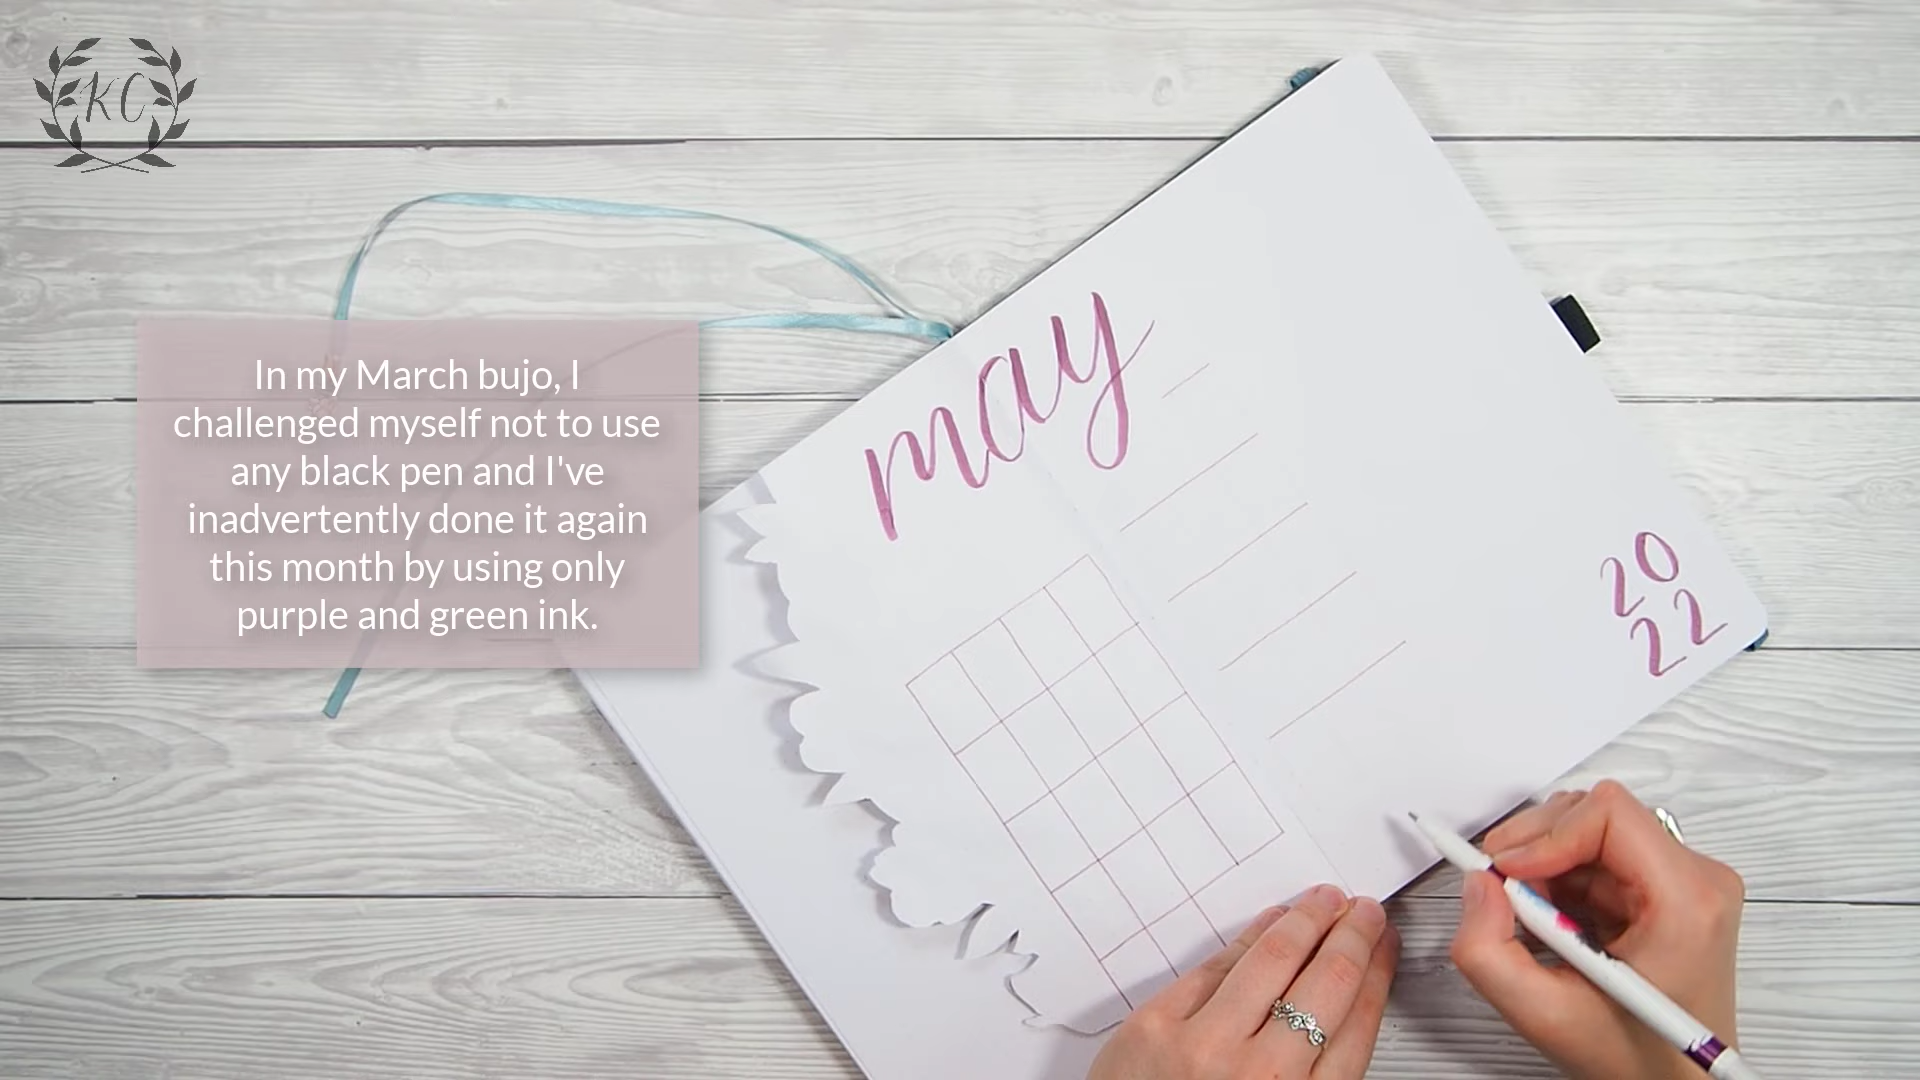 KC
In my March bujo, I
challenged myself not to use
any black pen and I've
inadvertently done it again
this month by using only
purple and green ink.
may
20
22